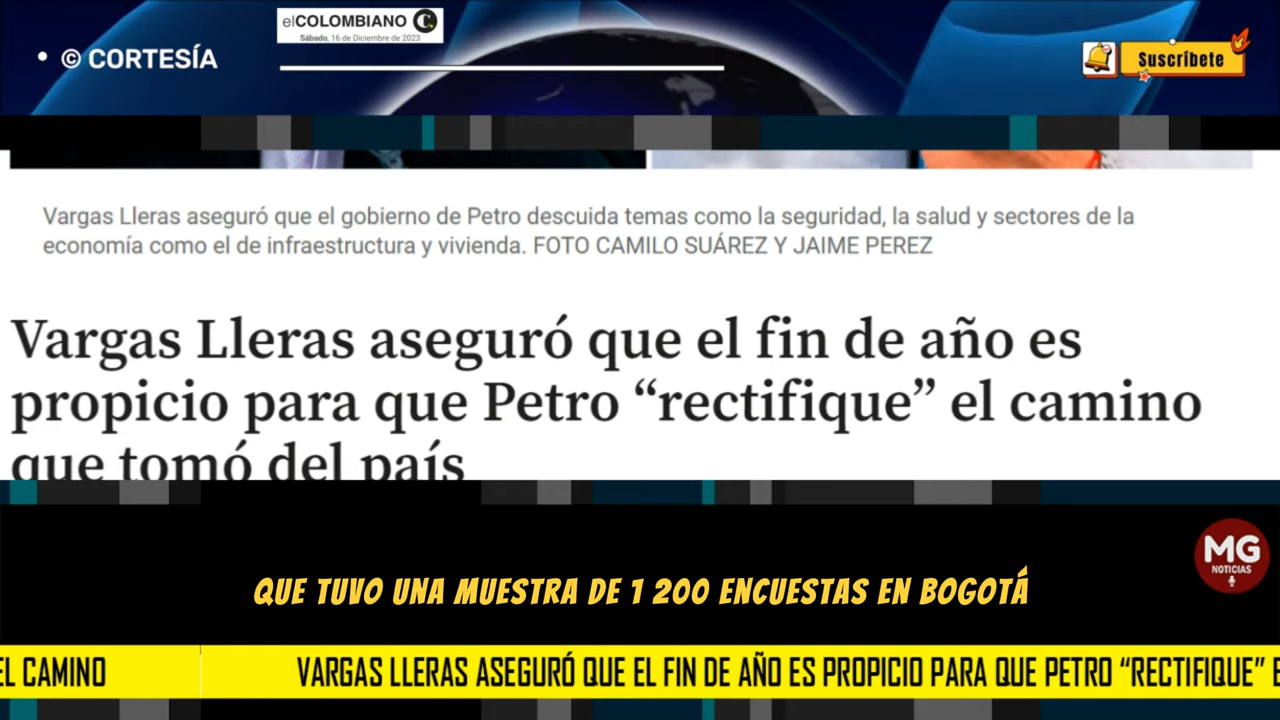 elCOLOMBIANO C
Sábado, 16 de Diciembre de 2023
• © CORTESÍA
Suscríbete
Vargas Lleras aseguró que el gobierno de Petro descuida temas como la seguridad, la salud y sectores de la
economía como el de infraestructura y vivienda. FOTO CAMILO SUÁREZ Y JAIME PEREZ
Vargas Lleras aseguró que el fin de año es
propicio para que Petro “rectifique” el camino
que tomó del país
MG
NOTICIAS
QUE TUVO UNA MUESTRA DE 1 200 ENCUESTAS EN BOGOTÁ
EL CAMINO VARGAS LLERAS ASEGURÓ QUE EL FIN DE AÑO ES PROPICIO PARA QUE PETRO “RECTIFIQUE” E